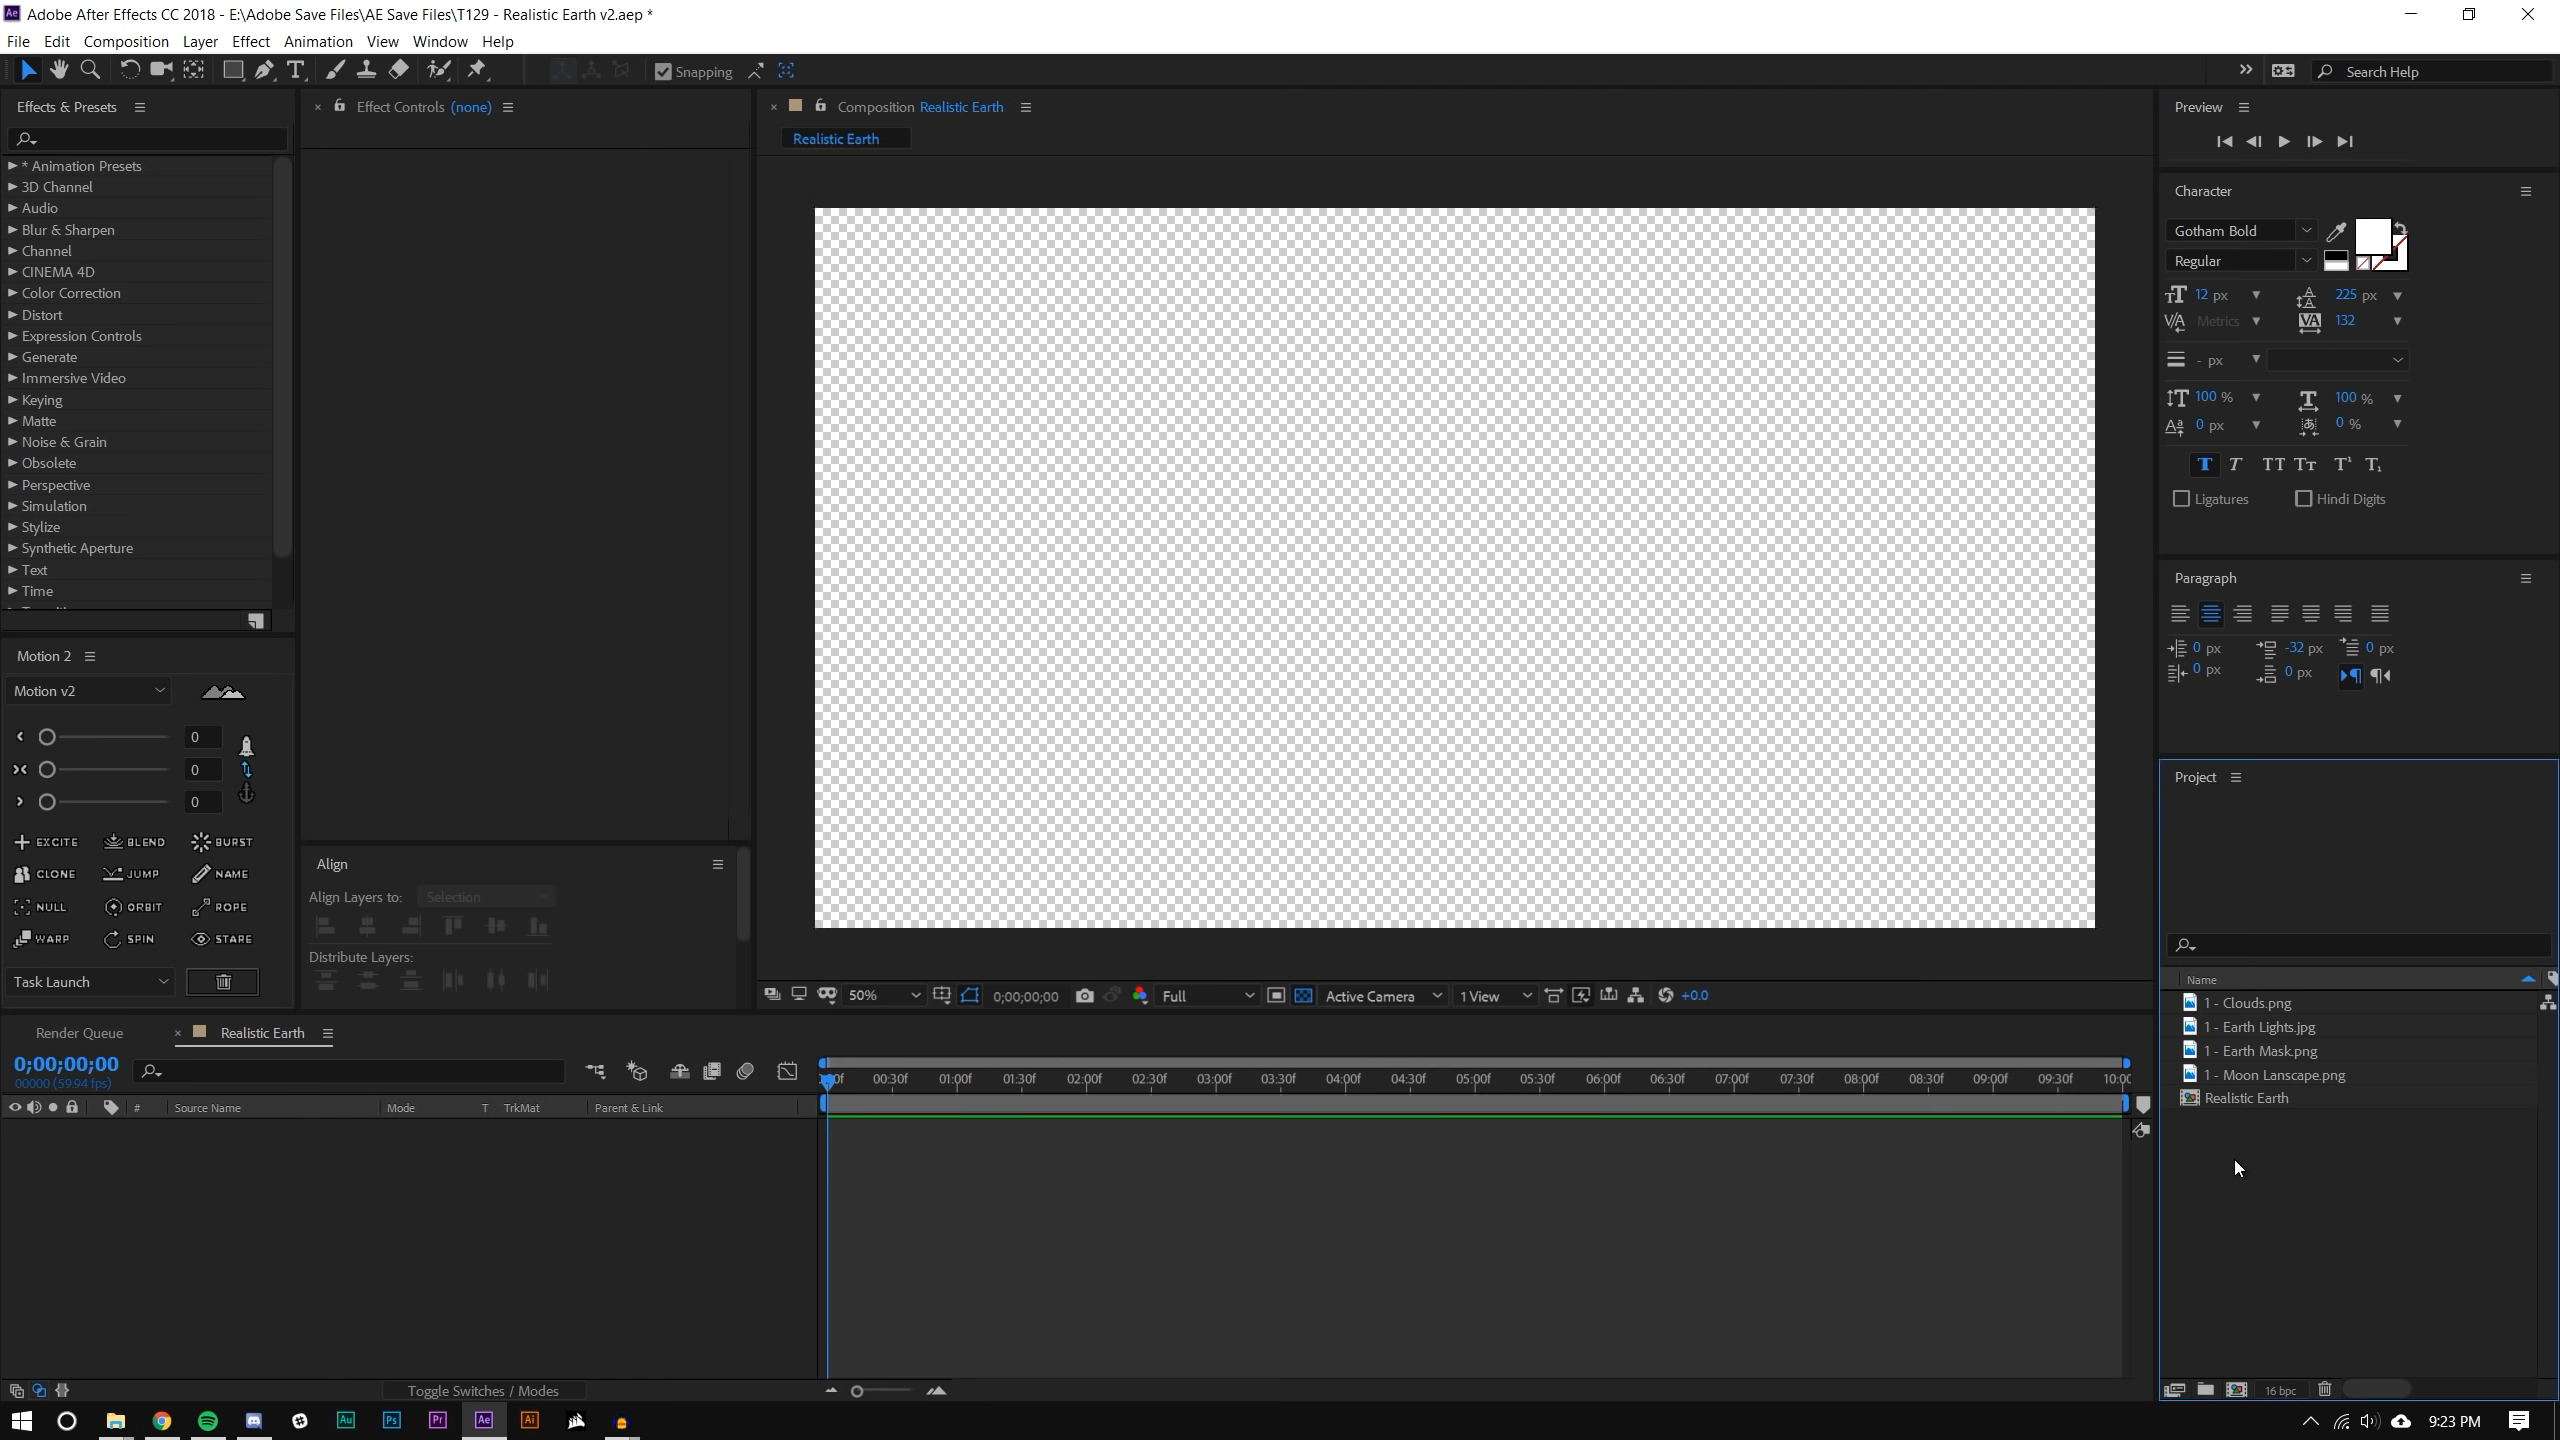 Adobe After Effects CC 2018 - E:\Adobe Save Files\AE Save Files\T129 - Realistic Earth v2.aep *
File Edit Composition Layer Effect Animation View Window Help
Snapping
Search Help
Effects & Presets
* Animation Presets
3D Channel
Audio
Blur & Sharpen
Channel
CINEMA 4D
Color Correction
Distort
Expression Controls
Generate
Immersive Video
Keying
Matte
Noise & Grain
Obsolete
Perspective
Simulation
Stylize
Synthetic Aperture
Text
Time
Motion 2
Motion v2
0
0
0
EXCITE BLEND BURST
CLONE JUMP NAME
NULL ORBIT ROPE
WARP SPIN STARE
Task Launch
Effect Controls (none)
Align
Align Layers to: Selection
Distribute Layers:
Composition Realistic Earth
Realistic Earth
50% 0;00;00;00 Full Active Camera 1 View +0.0
Preview
Character
Gotham Bold
Regular
12 px 225 px
Metrics 132
- px
100 % 100 %
0 px 0 %
Ligatures Hindi Digits
Paragraph
0 px -32 px 0 px
0 px 0 px
Project
Name
1 - Clouds.png
1 - Earth Lights.jpg
1 - Earth Mask.png
1 - Moon Lanscape.png
Realistic Earth
16 bpc
Render Queue Realistic Earth
0;00;00;00
00000 (59.94 fps)
00:30f 01:00f 01:30f 02:00f 02:30f 03:00f 03:30f 04:00f 04:30f 05:00f 05:30f 06:00f 06:30f 07:00f 07:30f 08:00f 08:30f 09:00f 09:30f
# Source Name Mode T TrkMat Parent & Link
Toggle Switches / Modes
Au Ps Pr Ae Ai
9:23 PM